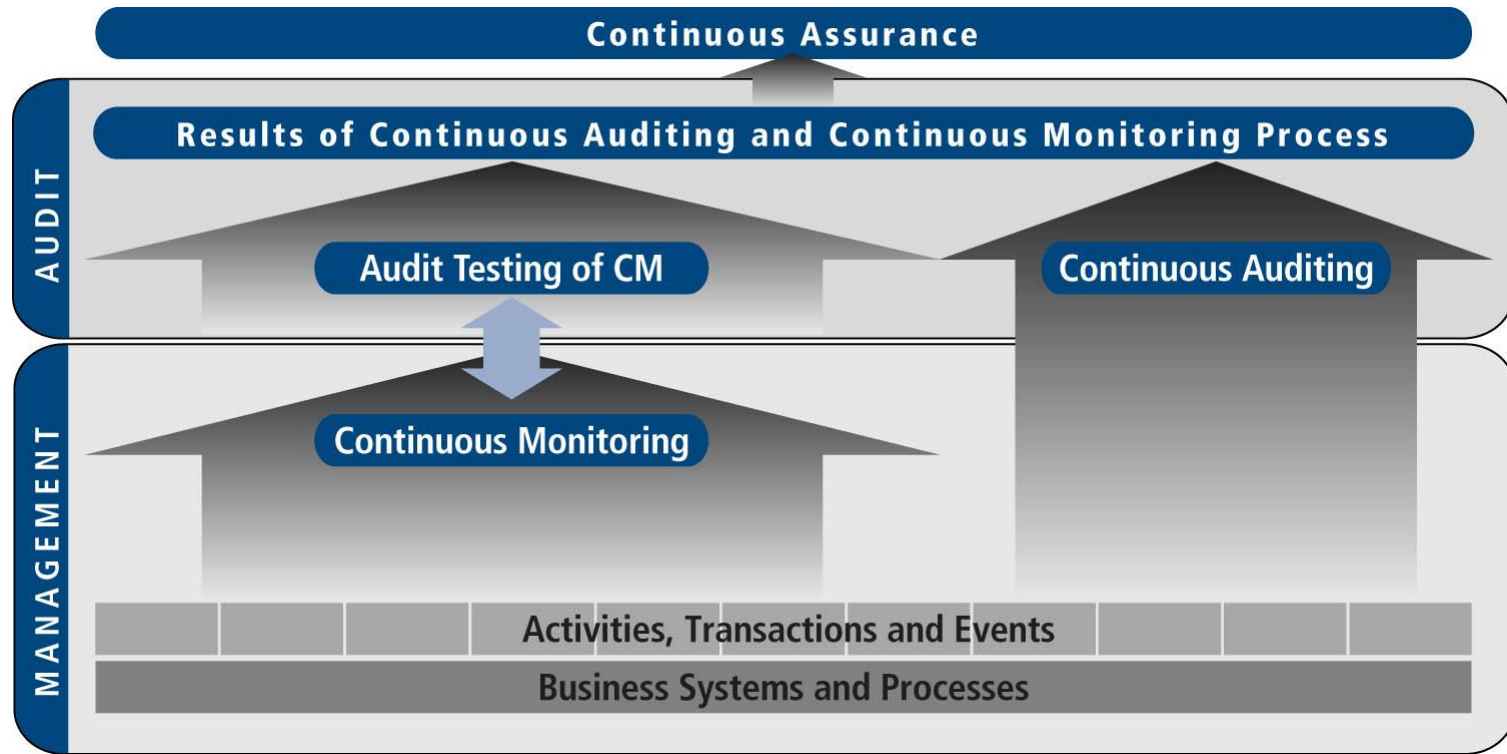 Continuous Assurance
AUDIT
Results of Continuous Auditing and Continuous Monitoring Process
Audit Testing of CM
Continuous Auditing
MANAGEMENT
Continuous Monitoring
Activities, Transactions and Events
Business Systems and Processes